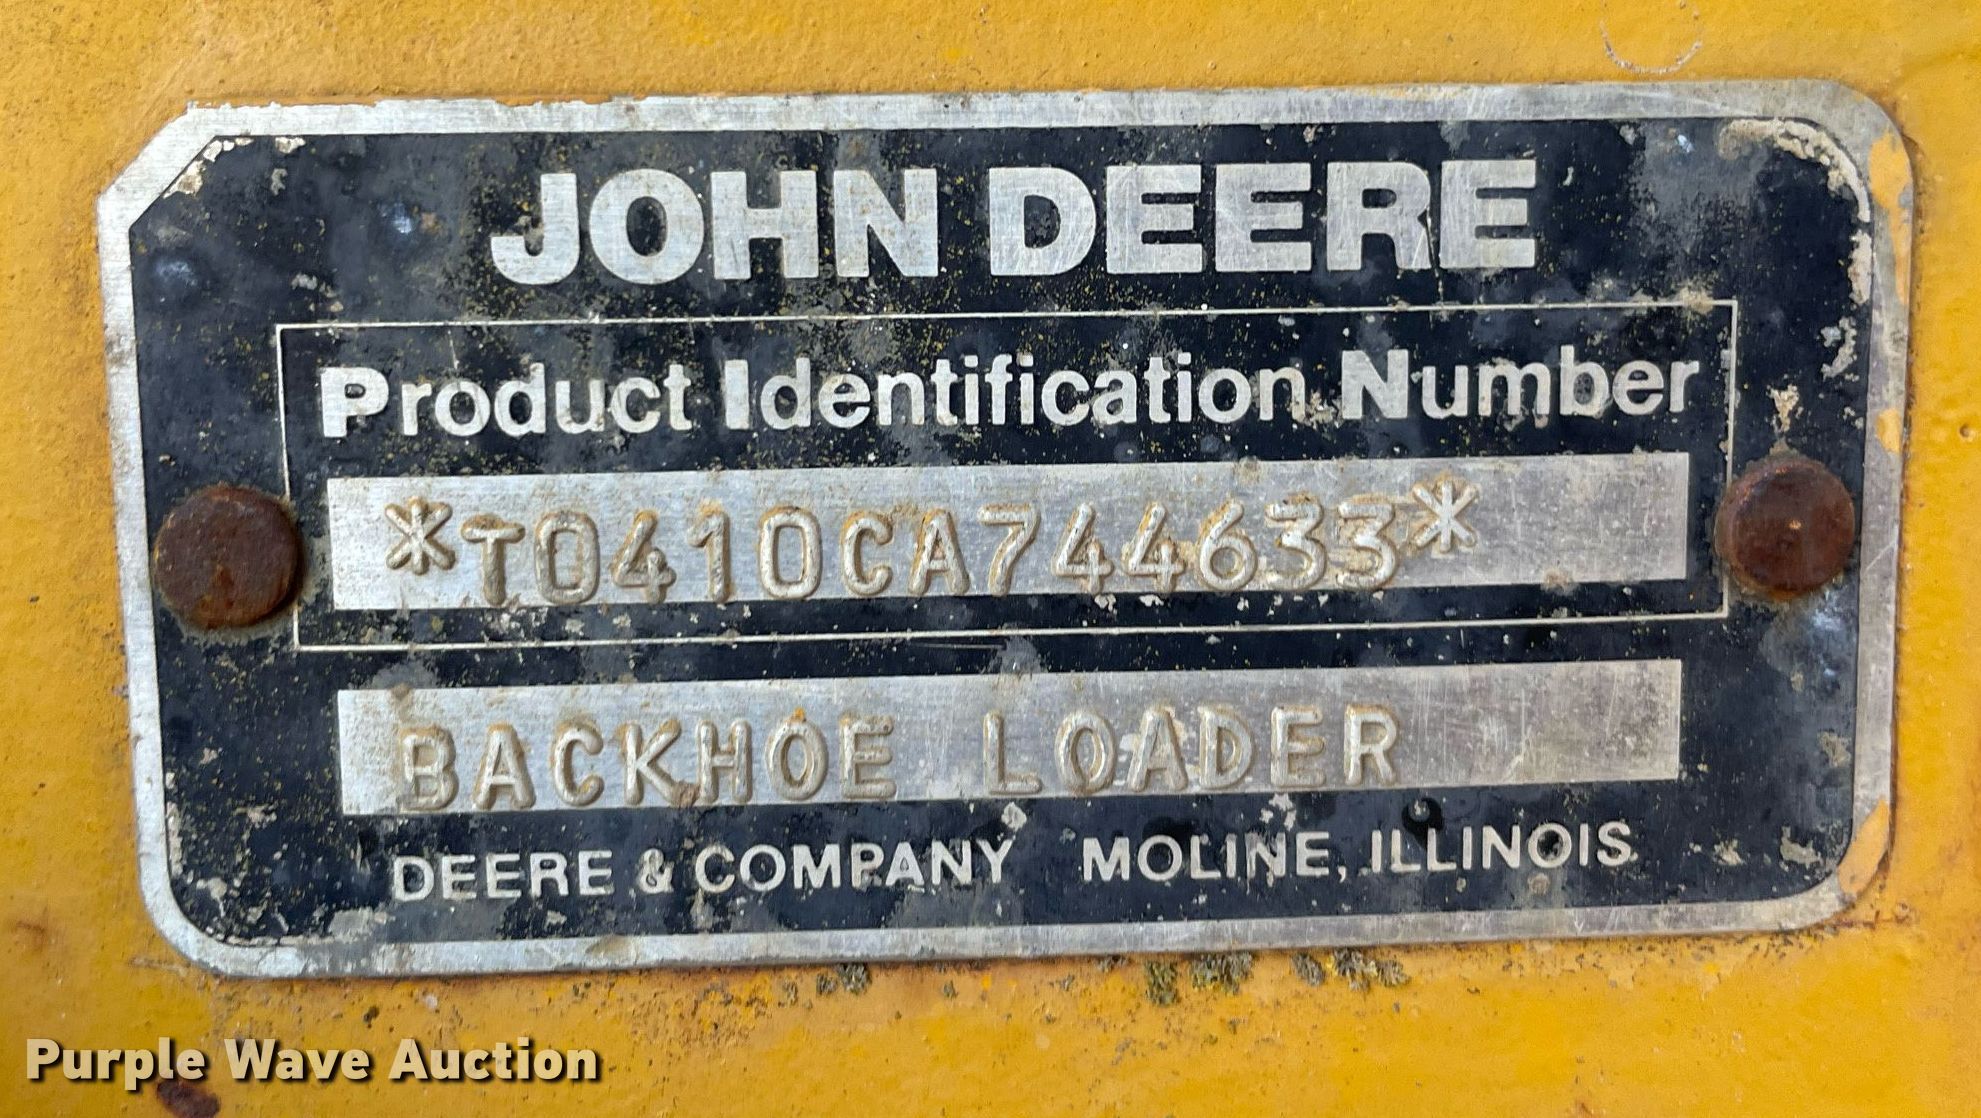 JOHN DEERE
Product Identification Number
*T0410CA744633*
BACKHOE LOADER
DEERE & COMPANY MOLINE, ILLINOIS
Purple Wave Auction